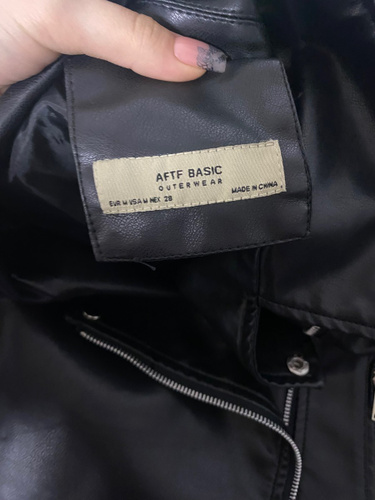 AFTF BASIC
OUTERWEAR
MADE IN CHINA
EUR M USA M MEX 28